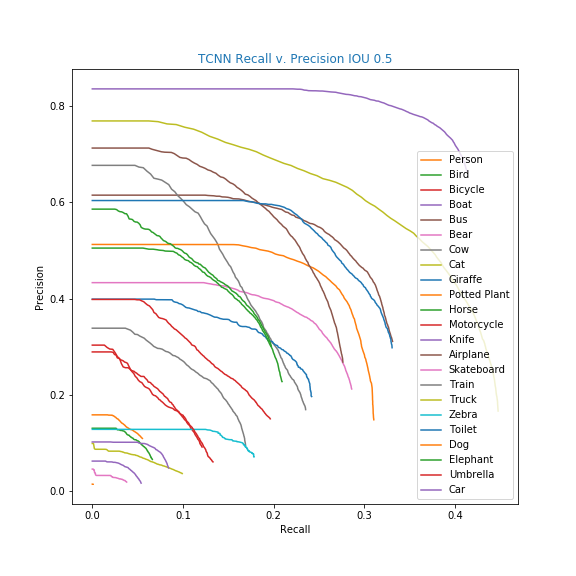 TCNN Recall v. Precision IOU 0.5
0.8
0.6
0.4
0.2
0.0
Precision
Person
Bird
Bicycle
Boat
Bus
Bear
Cow
Cat
Giraffe
Potted Plant
Horse
Motorcycle
Knife
Airplane
Skateboard
Train
Truck
Zebra
Toilet
Dog
Elephant
Umbrella
Car
0.0 0.1 0.2 0.3 0.4
Recall